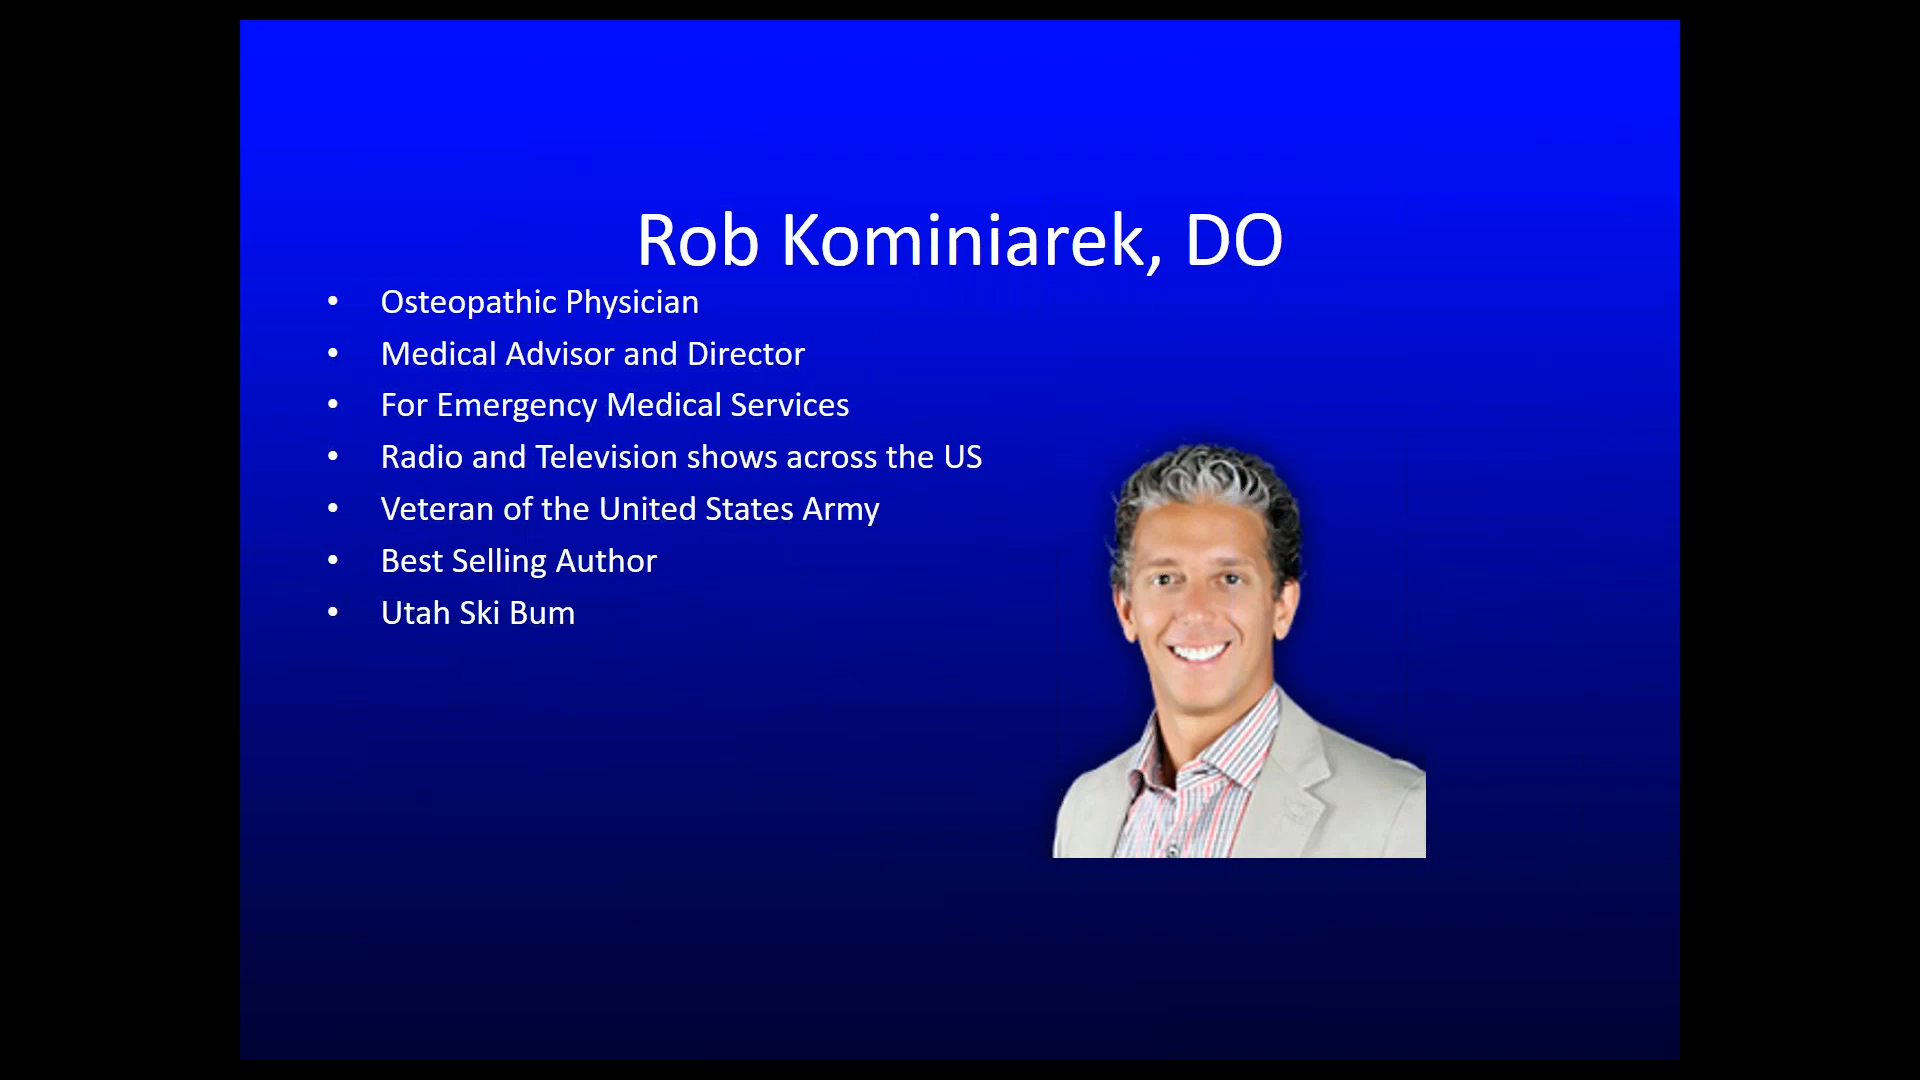 Rob Kominiarek, DO
• Osteopathic Physician
• Medical Advisor and Director
• For Emergency Medical Services
• Radio and Television shows across the US
• Veteran of the United States Army
• Best Selling Author
• Utah Ski Bum